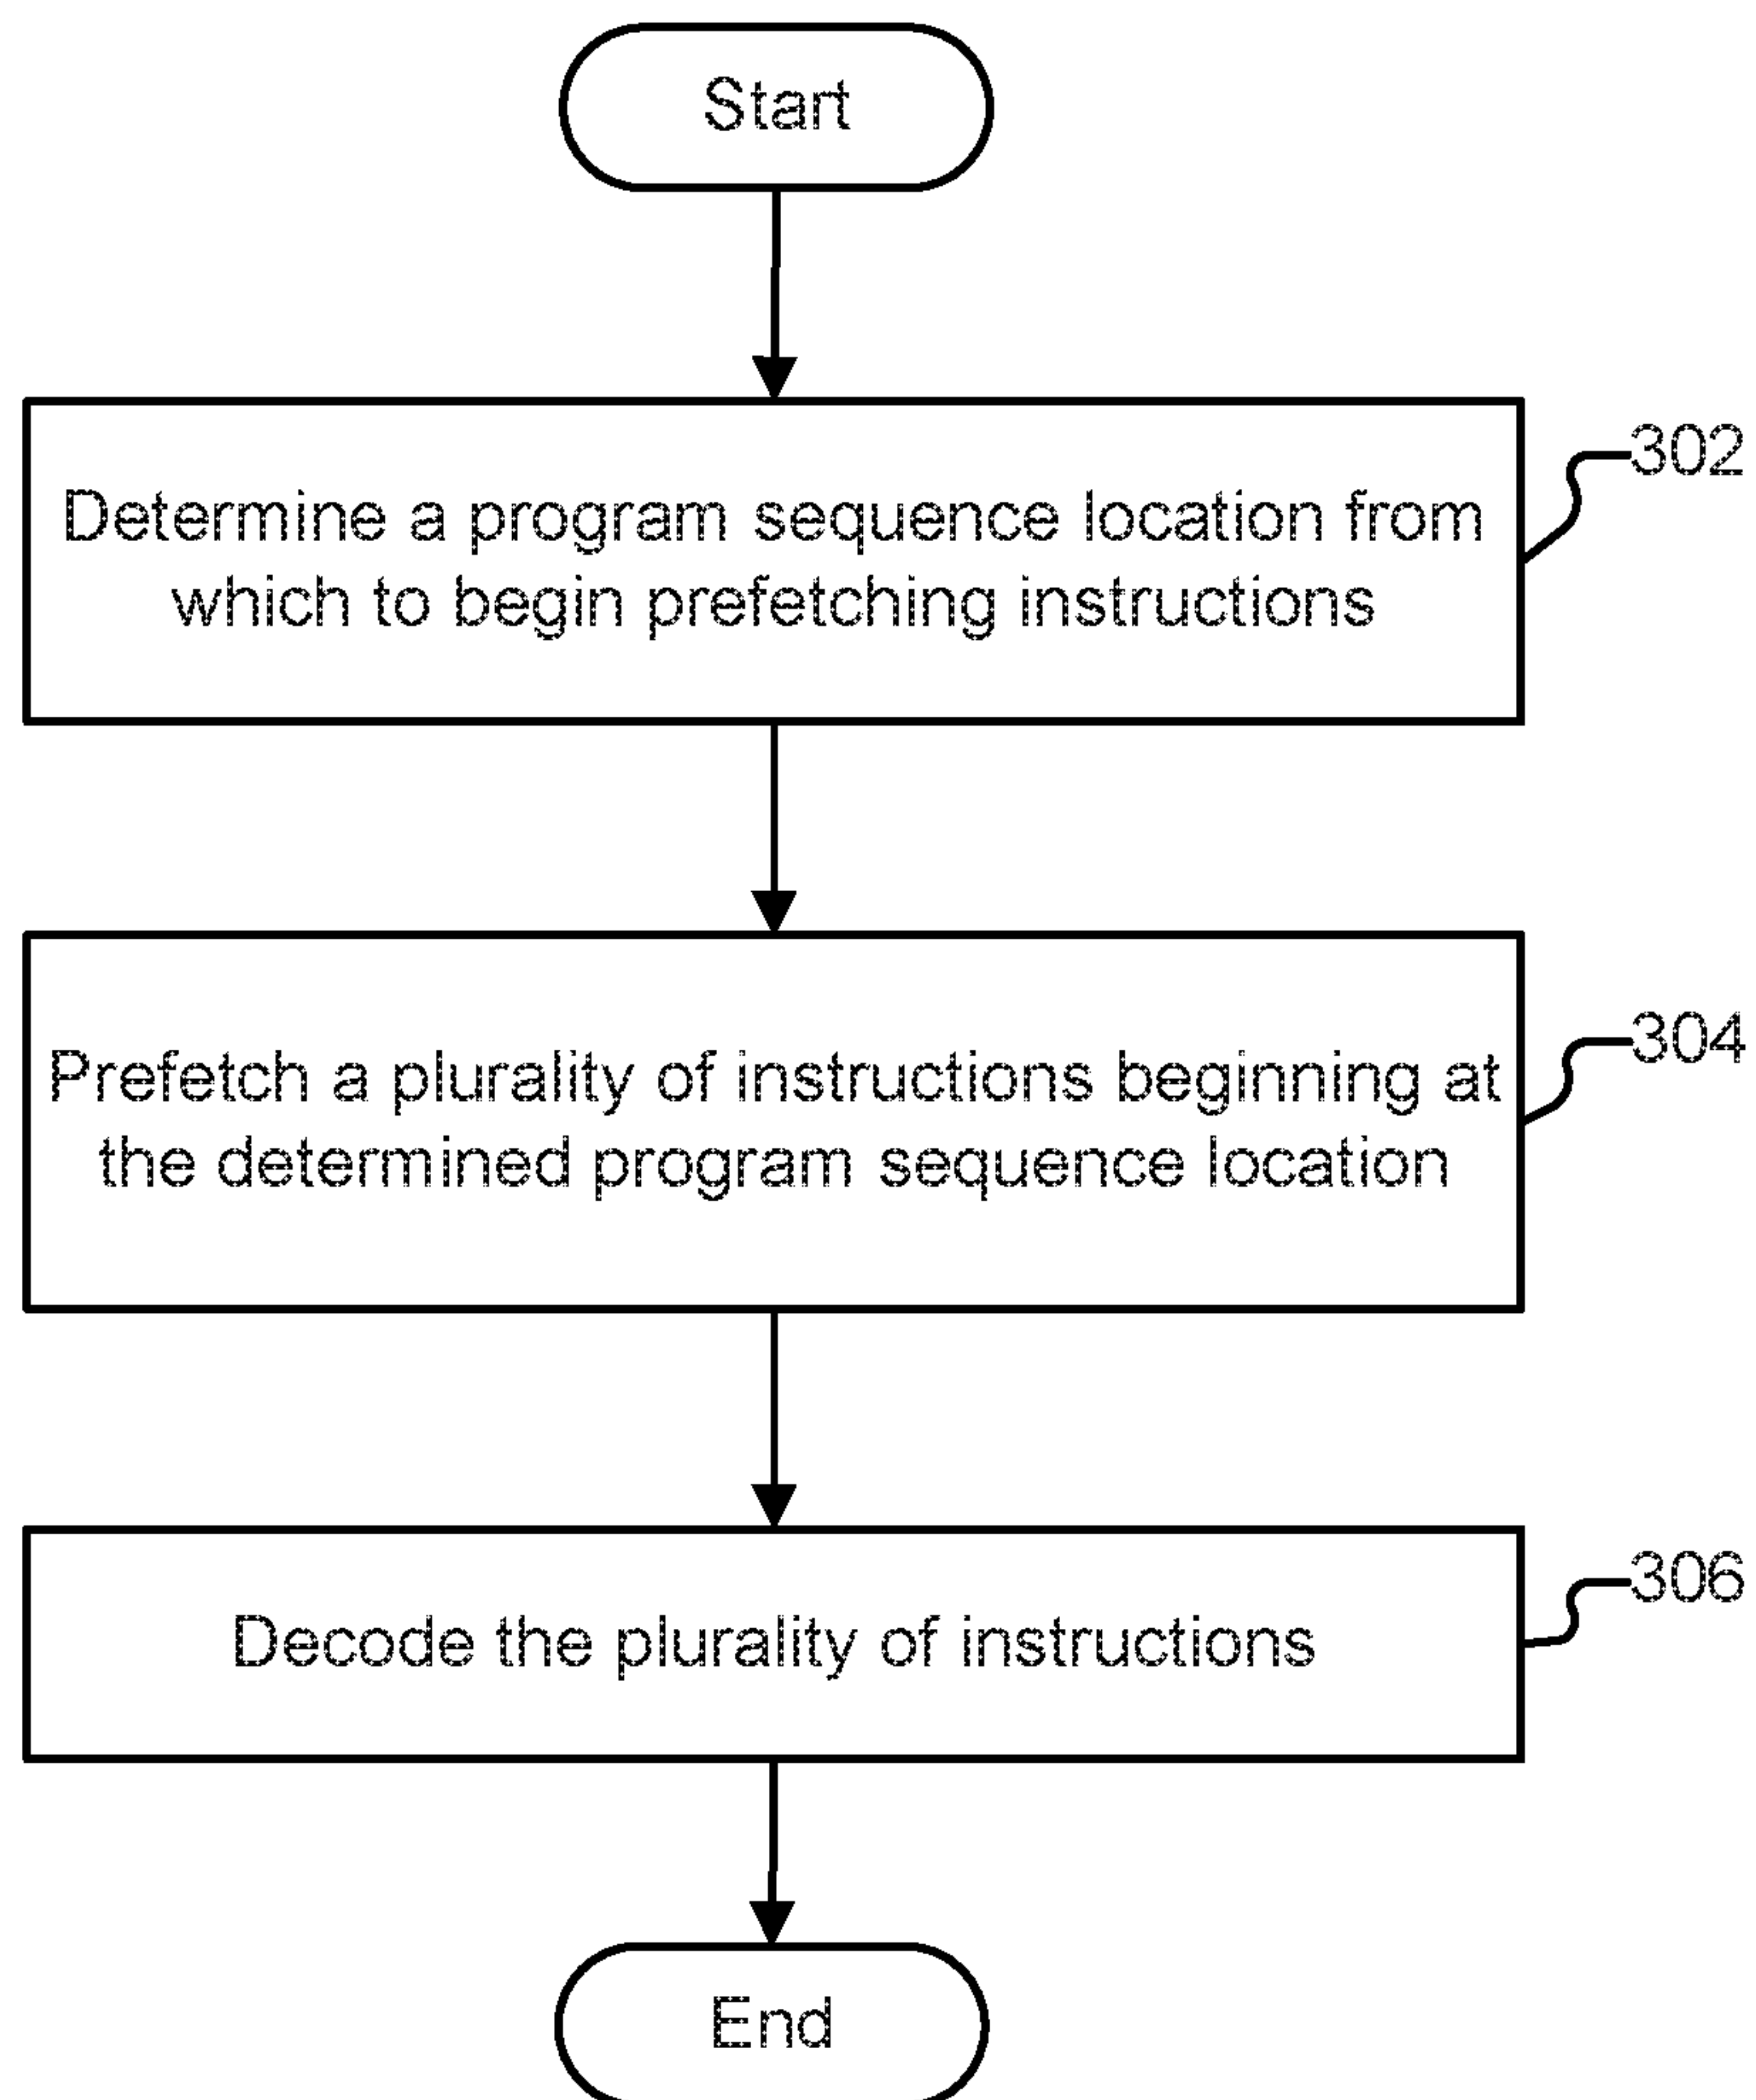 Start
302
Determine a program sequence location from
which to begin prefetching instructions
304
Prefetch a plurality of instructions beginning at
the determined program sequence location
306
Decode the plurality of instructions
End